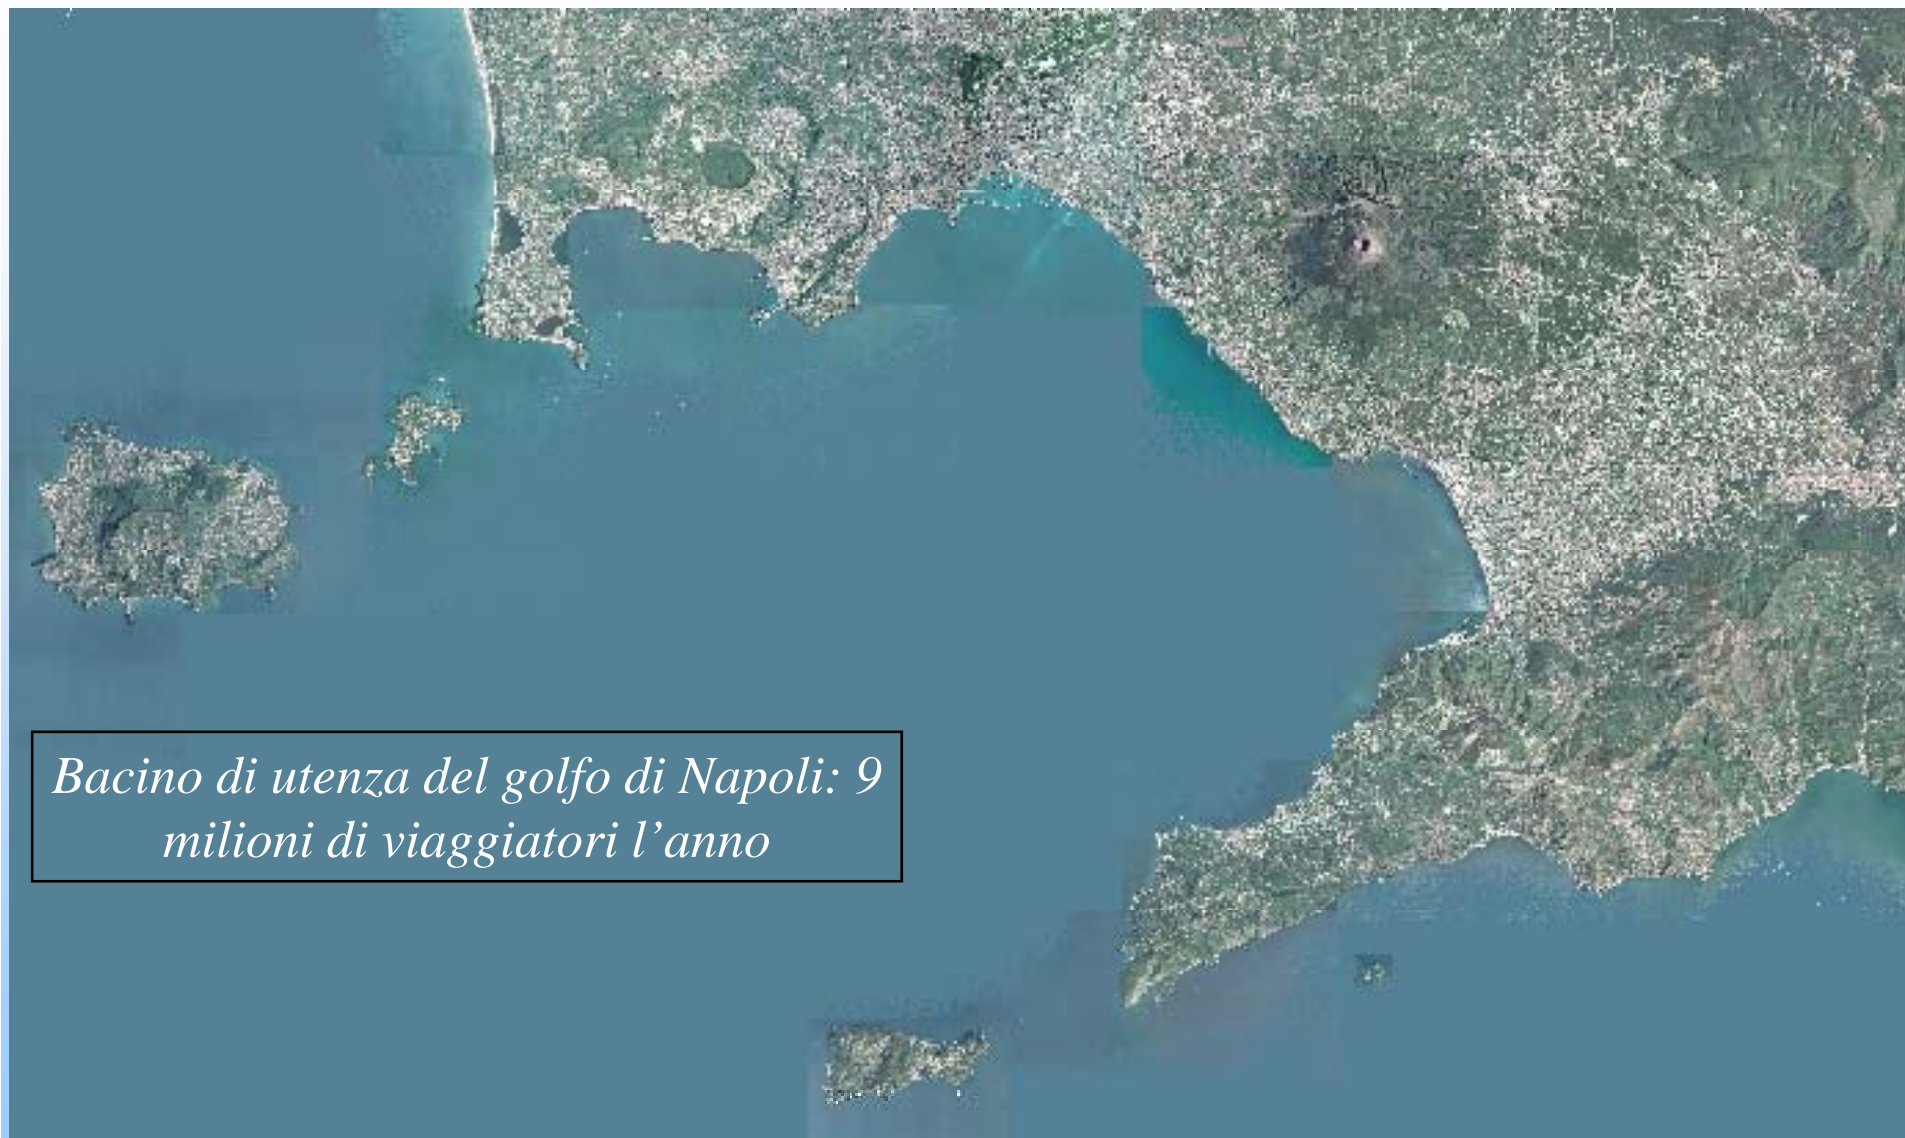 Bacino di utenza del golfo di Napoli: 9
milioni di viaggiatori l’anno